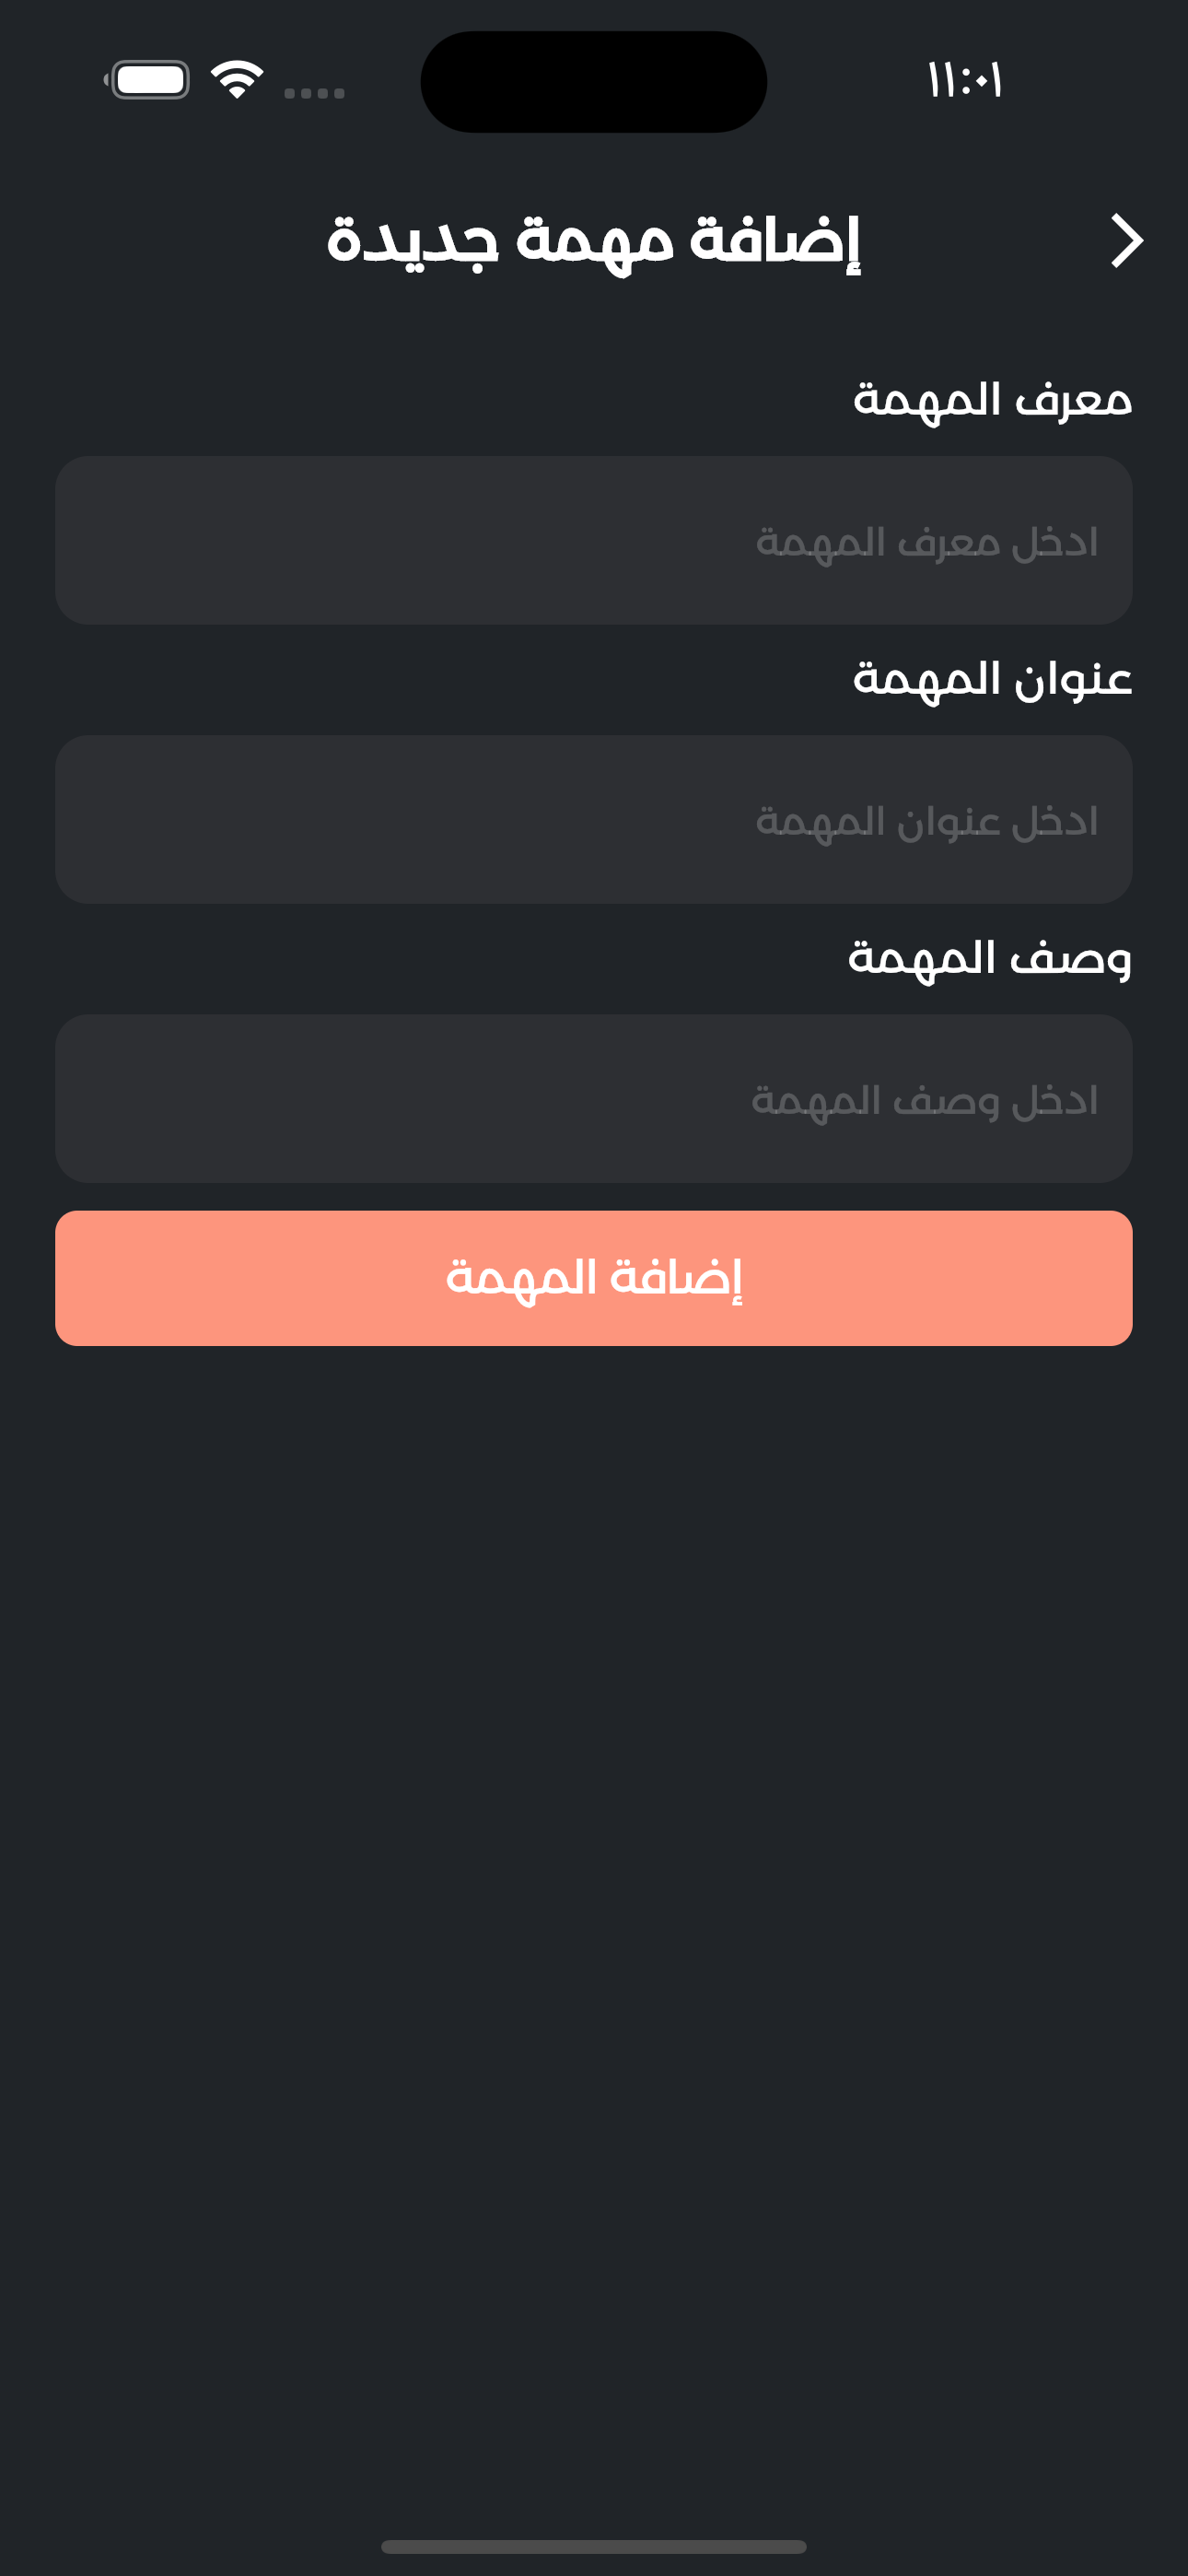 ١١:٠١
إضافة مهمة جديدة
معرف المهمة
ادخل معرف المهمة
عنوان المهمة
ادخل عنوان المهمة
وصف المهمة
ادخل وصف المهمة
إضافة المهمة